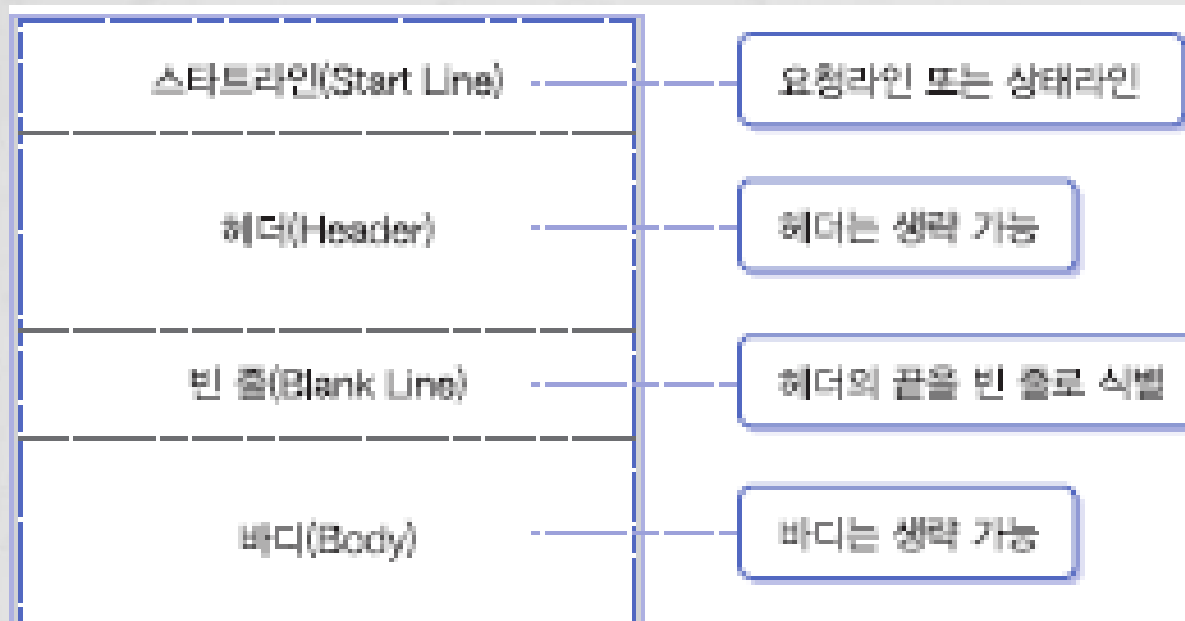 스타트라인(Start Line)
요청라인 또는 상태라인
헤더(Header)
헤더는 생략 가능
빈 줄(Blank Line)
헤더의 끝을 빈 줄로 식별
바디(Body)
바디는 생략 가능